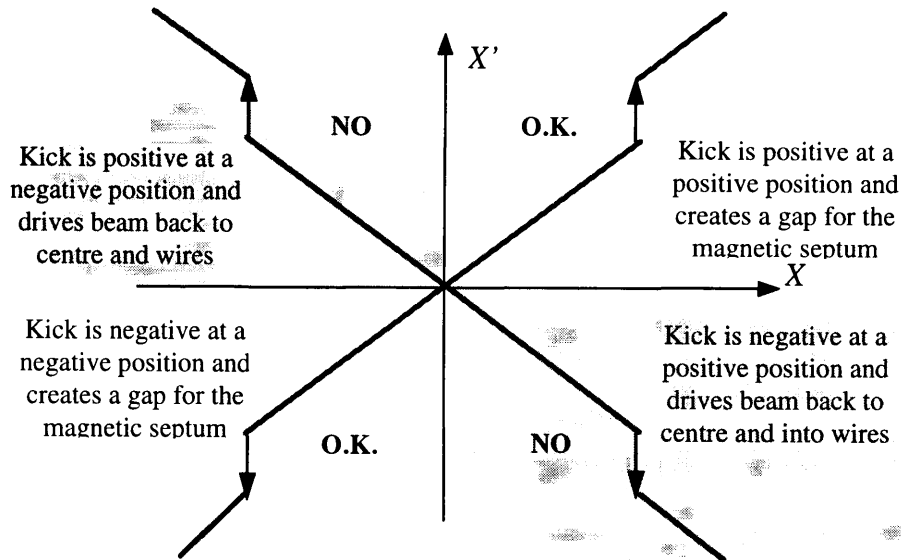 X'
NO
O.K.
Kick is positive at a
negative position and
drives beam back to
centre and wires
Kick is positive at a
positive position and
creates a gap for the
magnetic septum
X
Kick is negative at a
negative position and
creates a gap for the
magnetic septum
Kick is negative at a
positive position and
drives beam back to
centre and into wires
O.K.
NO